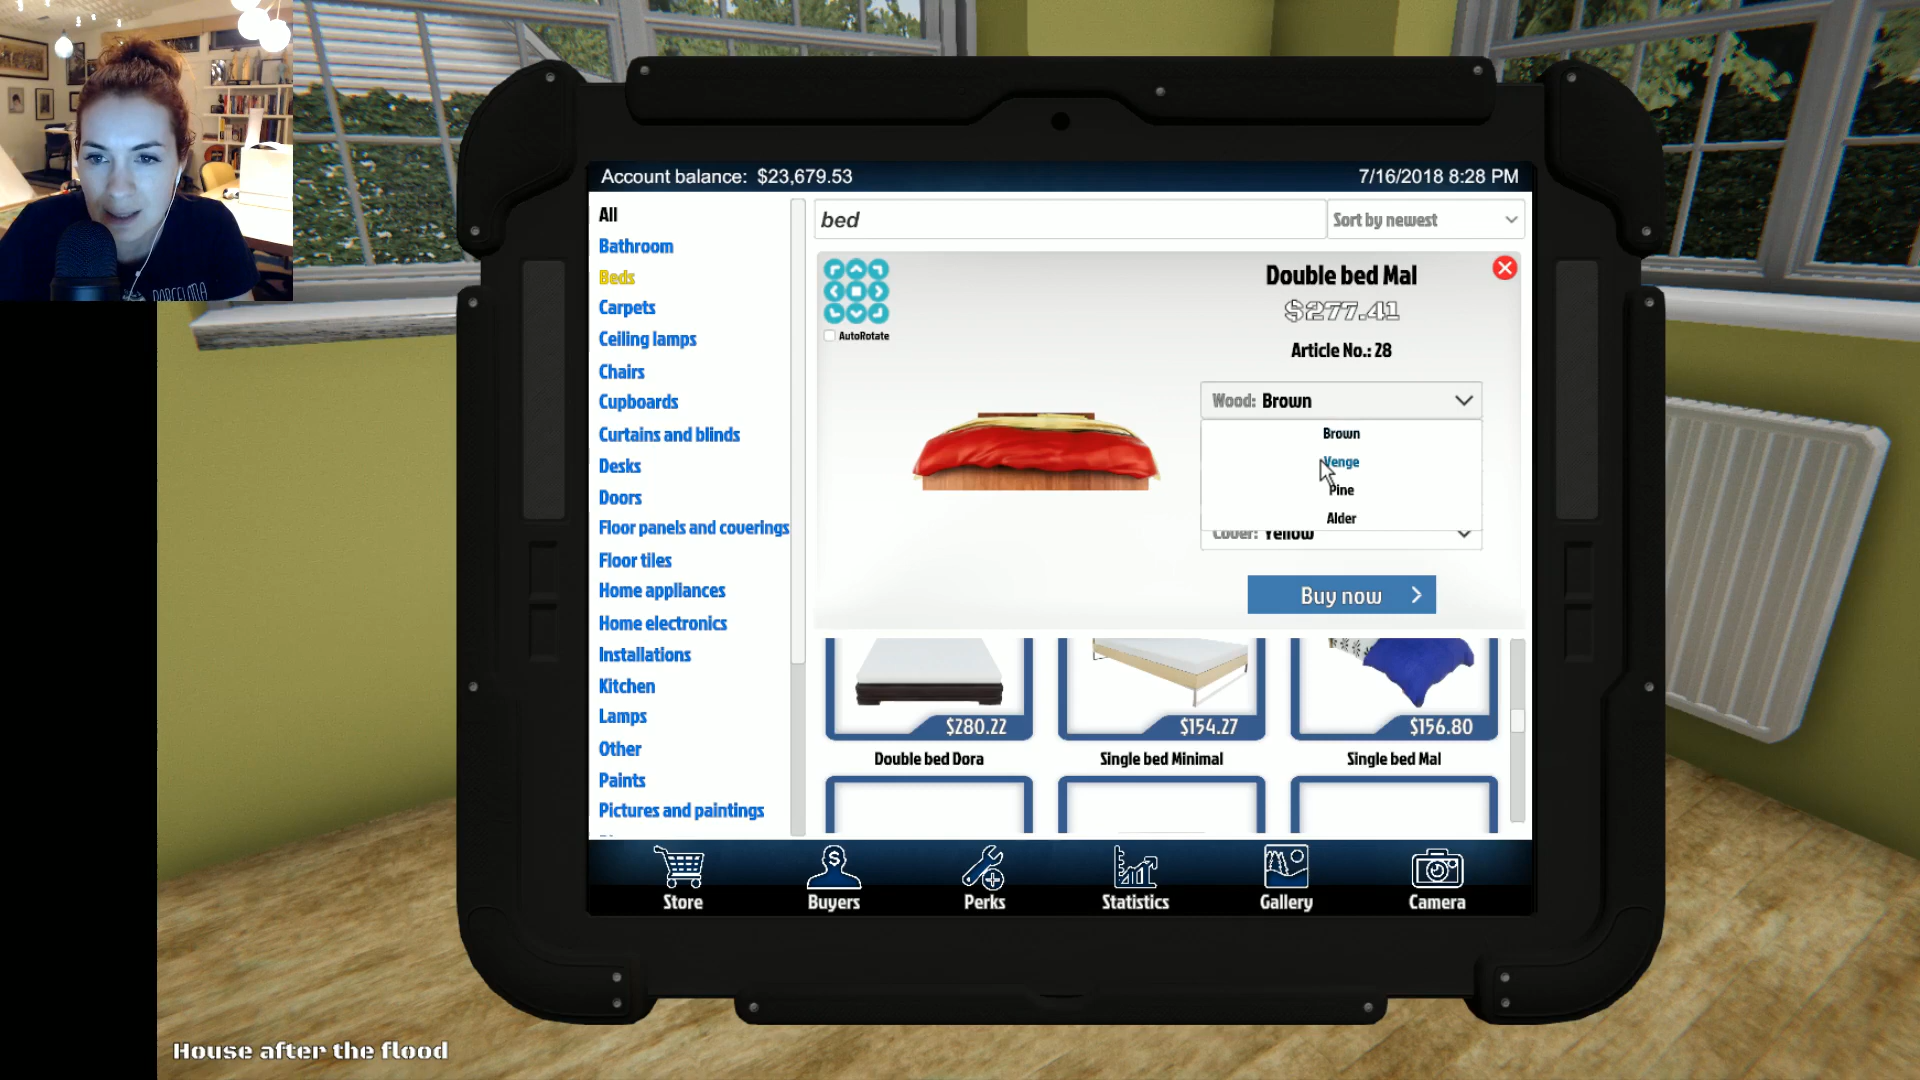 Account balance: $23,679.53
7/16/2018 8:28 PM
All
Bathroom
Beds
Carpets
Ceiling lamps
Chairs
Cupboards
Curtains and blinds
Desks
Doors
Floor panels and coverings
Floor tiles
Home appliances
Home electronics
Installations
Kitchen
Lamps
Other
Paints
Pictures and paintings
bed
Sort by newest
AutoRotate
Double bed Mal
$277.41
Article No.: 28
Wood: Brown
Brown
Venge
Pine
Alder
Cover: Yellow
Buy now
$280.22
$154.27
$156.80
Double bed Dora
Single bed Minimal
Single bed Mal
Store
Buyers
Perks
Statistics
Gallery
Camera
House after the flood